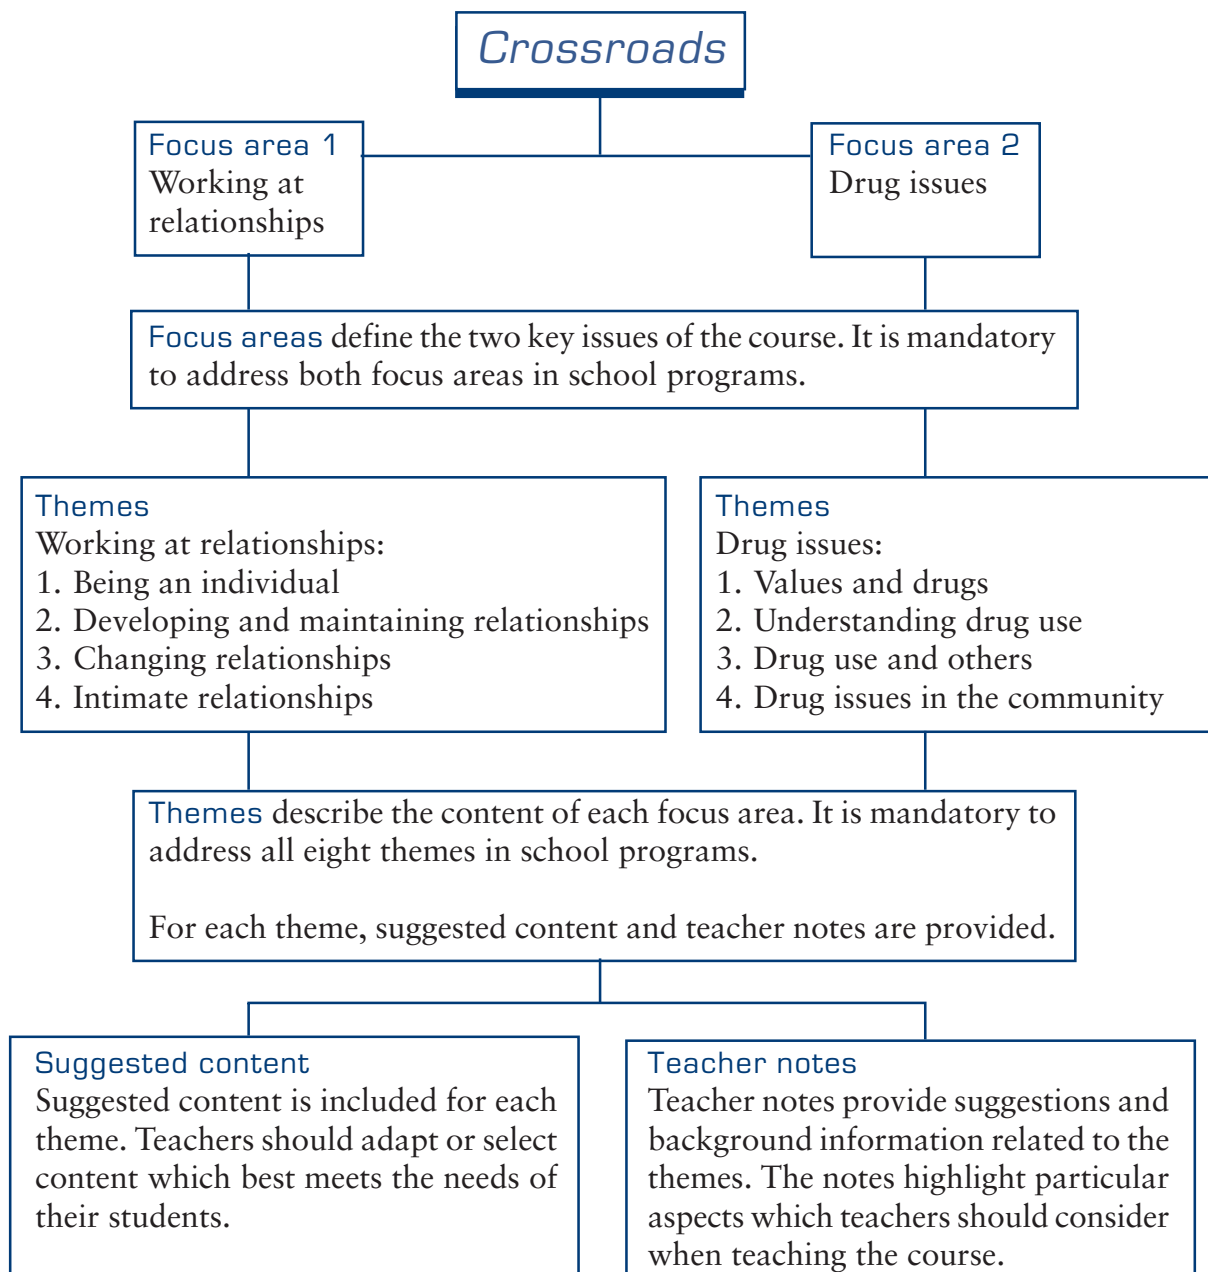 Crossroads
Focus area 1
Working at
relationships
Focus area 2
Drug issues
Focus areas define the two key issues of the course. It is mandatory
to address both focus areas in school programs.
Themes
Working at relationships:
1. Being an individual
2. Developing and maintaining relationships
3. Changing relationships
4. Intimate relationships
Themes
Drug issues:
1. Values and drugs
2. Understanding drug use
3. Drug use and others
4. Drug issues in the community
Themes describe the content of each focus area. It is mandatory to
address all eight themes in school programs.
For each theme, suggested content and teacher notes are provided.
Suggested content
Suggested content is included for each
theme. Teachers should adapt or select
content which best meets the needs of
their students.
Teacher notes
Teacher notes provide suggestions and
background information related to the
themes. The notes highlight particular
aspects which teachers should consider
when teaching the course.